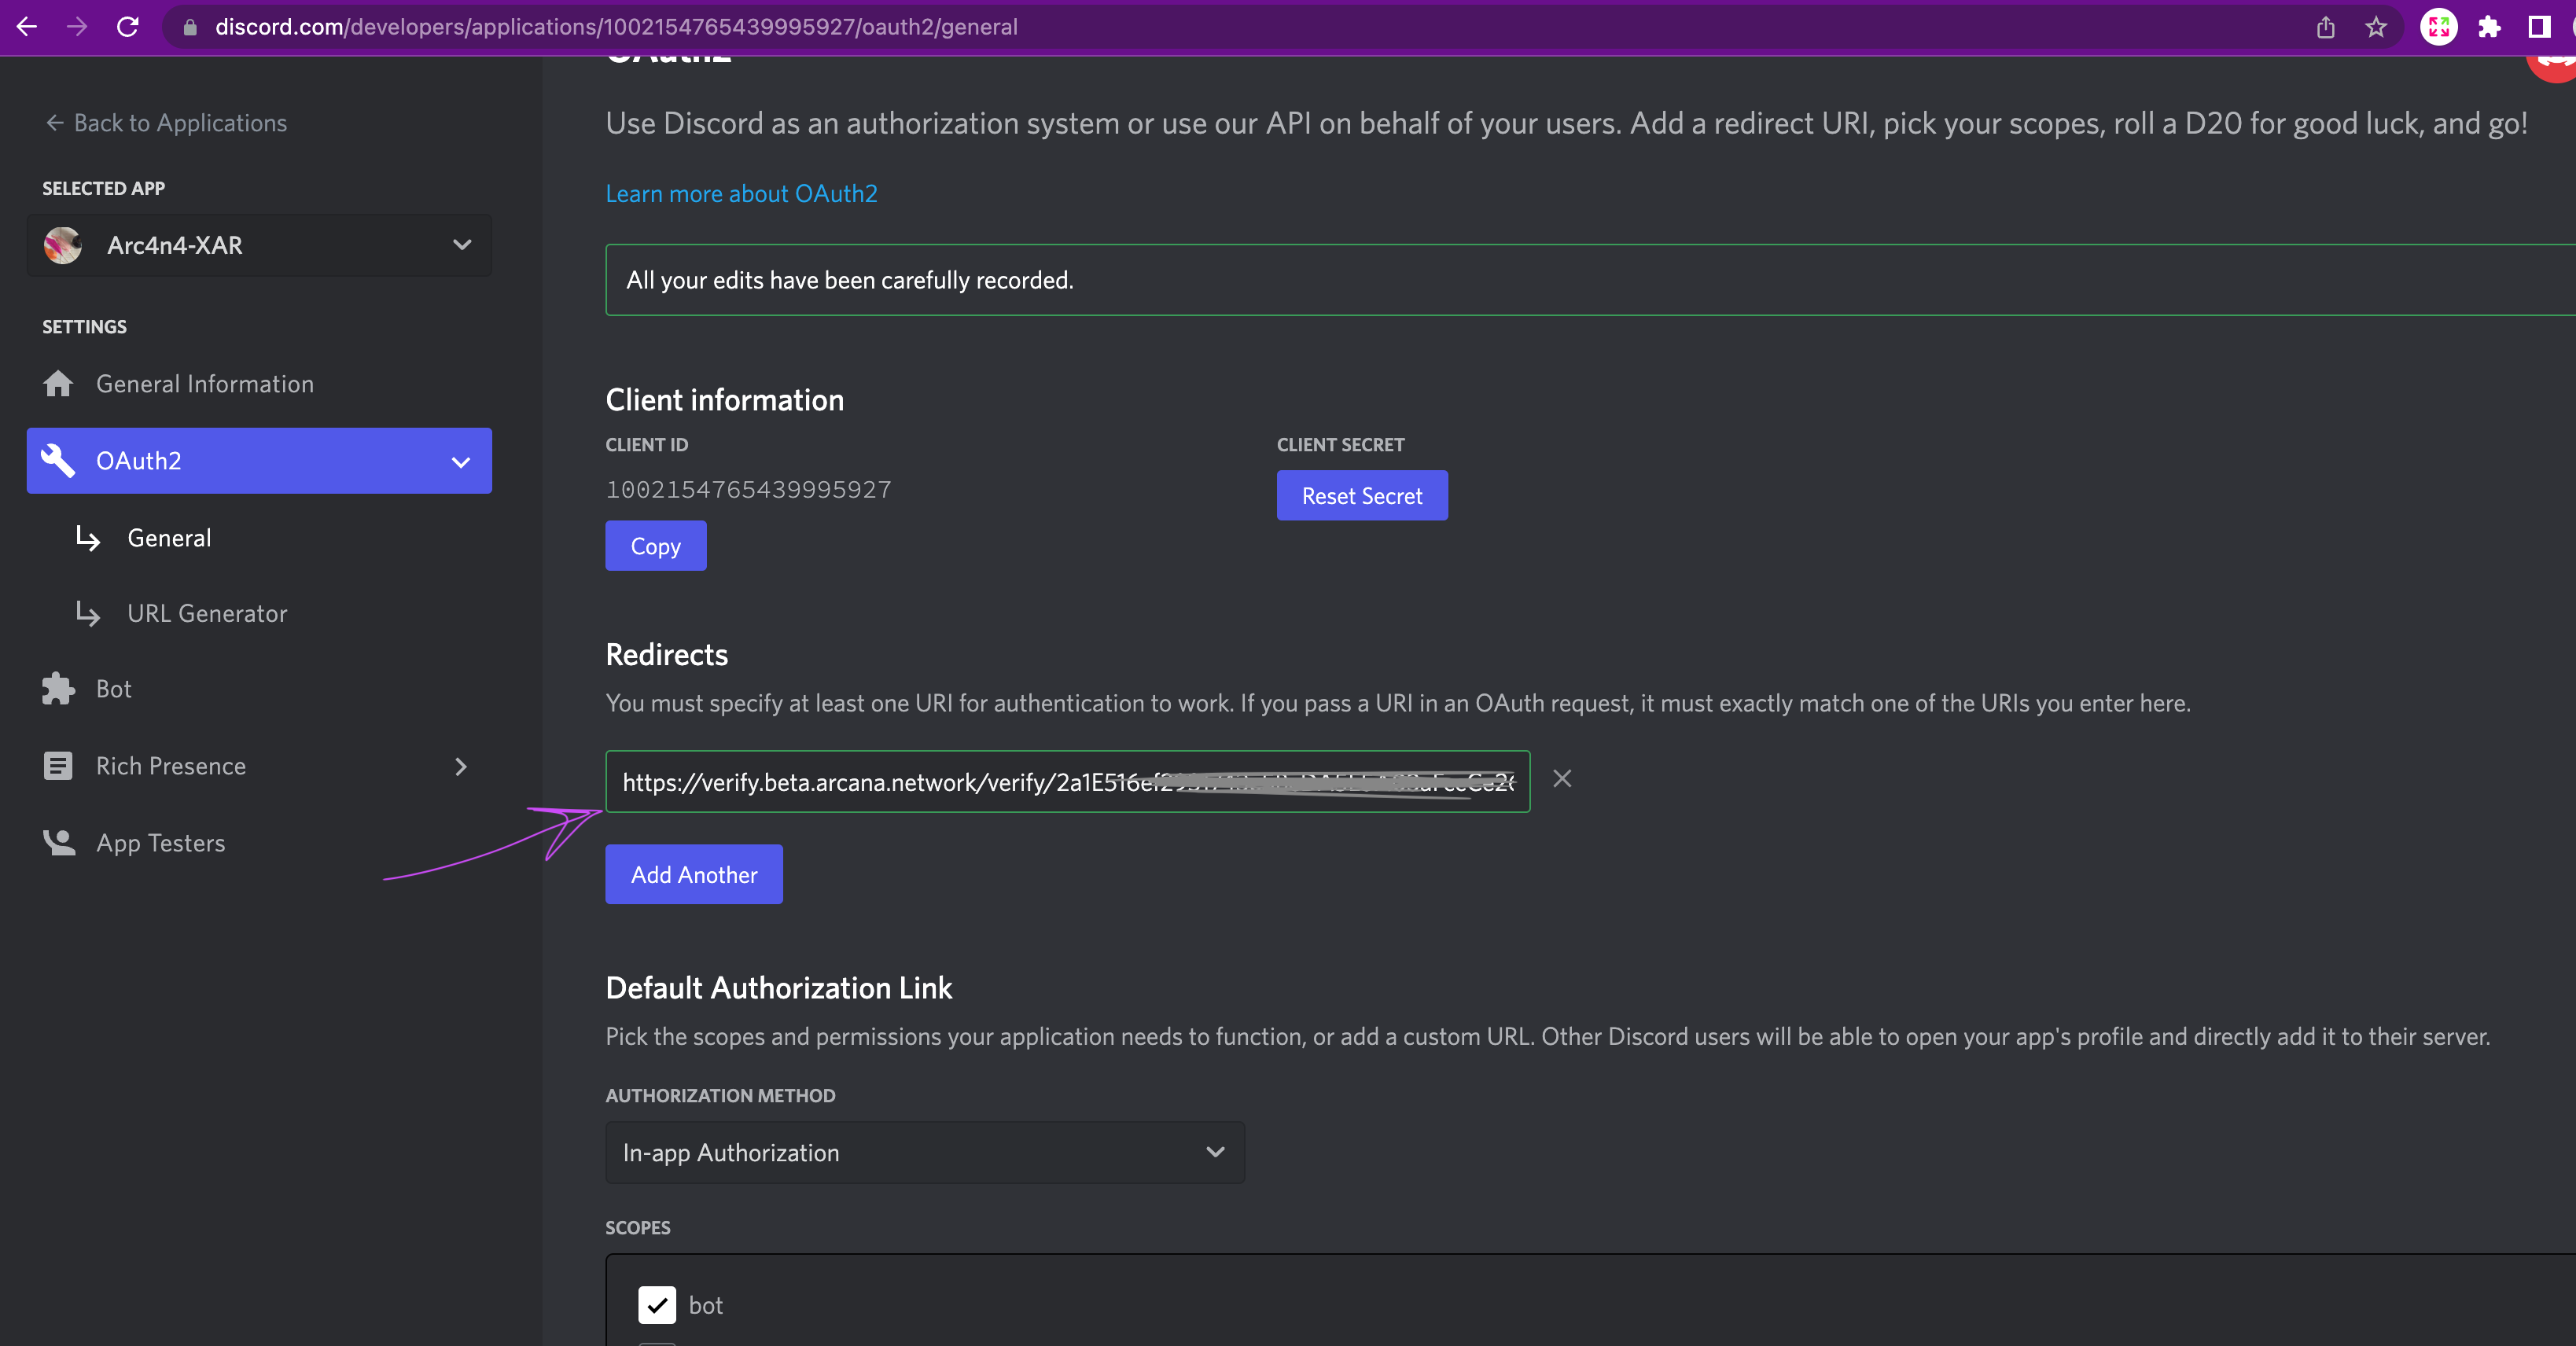 discord.com/developers/applications/1002154765439995927/oauth2/general
Back to Applications
SELECTED APP
Arc4n4-XAR
SETTINGS
General Information
OAuth2
General
URL Generator
Bot
Rich Presence
App Testers
OAuth2
Use Discord as an authorization system or use our API on behalf of your users. Add a redirect URI, pick your scopes, roll a D20 for good luck, and go!
Learn more about OAuth2
All your edits have been carefully recorded.
Client information
CLIENT ID
1002154765439995927
Copy
CLIENT SECRET
Reset Secret
Redirects
You must specify at least one URI for authentication to work. If you pass a URI in an OAuth request, it must exactly match one of the URIs you enter here.
https://verify.beta.arcana.network/verify/2a1E516ef
Add Another
Default Authorization Link
Pick the scopes and permissions your application needs to function, or add a custom URL. Other Discord users will be able to open your app's profile and directly add it to their server.
AUTHORIZATION METHOD
In-app Authorization
SCOPES
bot